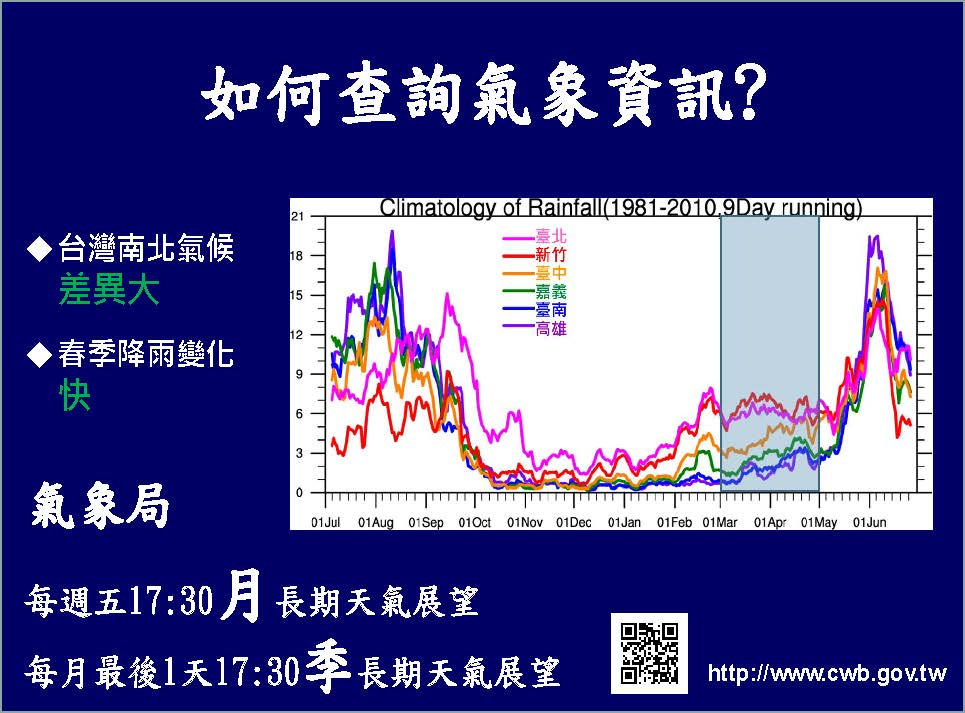 如何查詢氣象資訊?
◆台灣南北氣候
差異大
◆春季降雨變化
快
Climatology of Rainfall(1981-2010,9Day running)
21
18
15
12
9
6
3
0
臺北
新竹
臺中
嘉義
臺南
高雄
01Jul 01Aug 01Sep 01Oct 01Nov 01Dec 01Jan 01Feb 01Mar 01Apr 01May 01Jun
氣象局
每週五17:30月長期天氣展望
每月最後1天17:30季長期天氣展望
http://www.cwb.gov.tw